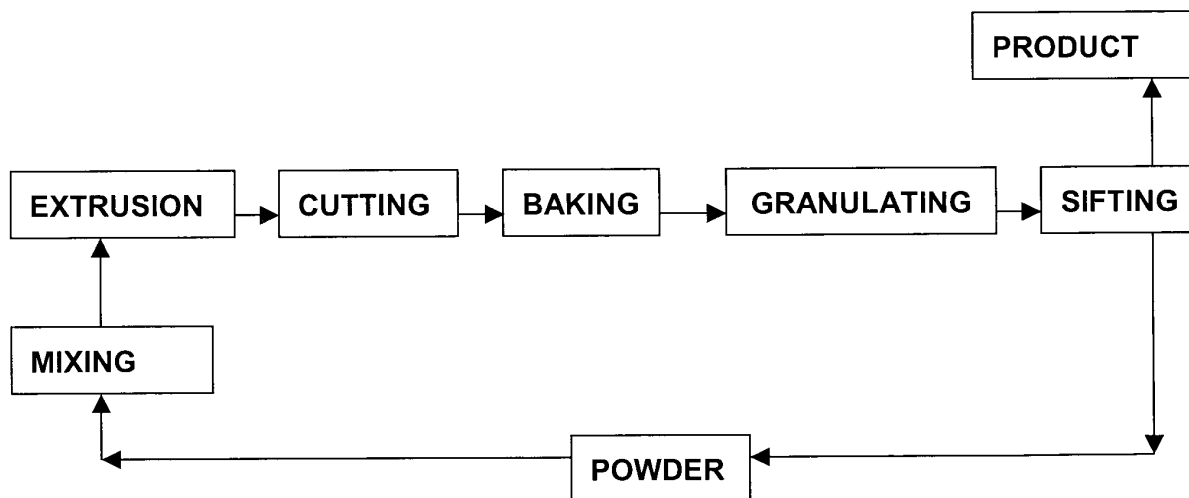 PRODUCT
EXTRUSION
CUTTING
BAKING
GRANULATING
SIFTING
MIXING
POWDER